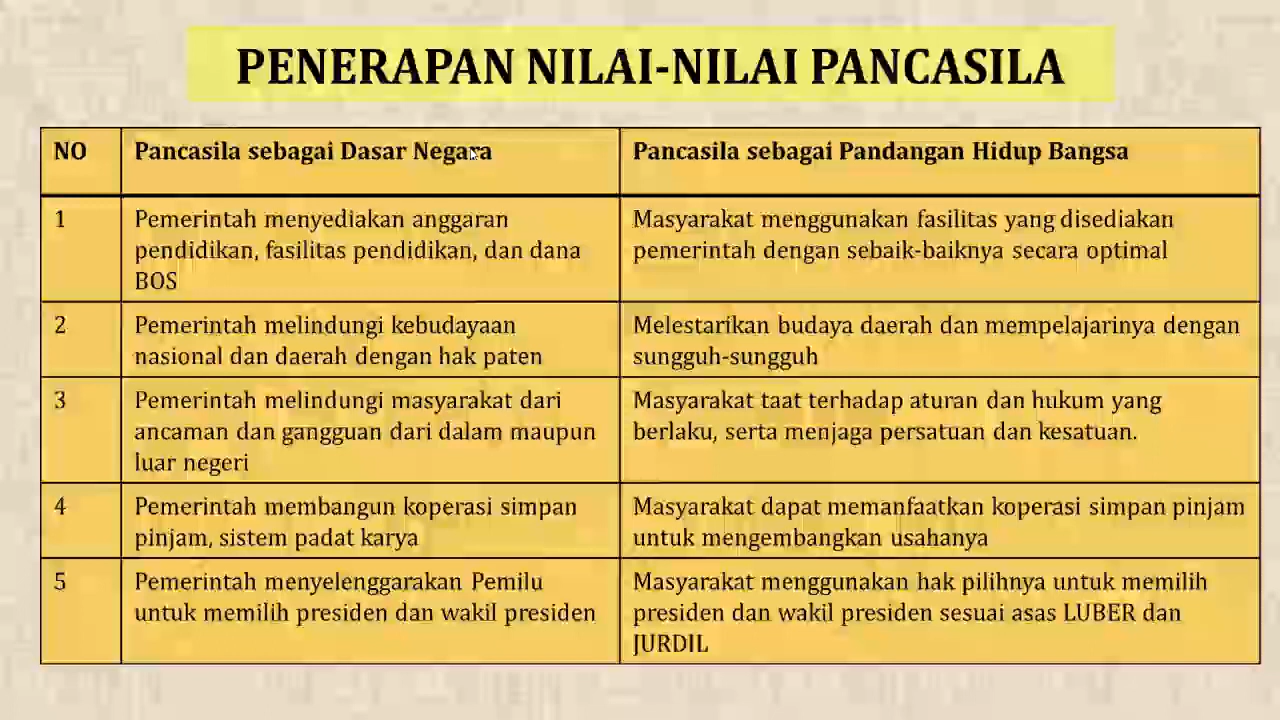 PENERAPAN NILAI-NILAI PANCASILA
NO
Pancasila sebagai Dasar Negara
Pancasila sebagai Pandangan Hidup Bangsa
1
Pemerintah menyediakan anggaran
pendidikan, fasilitas pendidikan, dan dana
BOS
Masyarakat menggunakan fasilitas yang disediakan
pemerintah dengan sebaik-baiknya secara optimal
2
Pemerintah melindungi kebudayaan
nasional dan daerah dengan hak paten
Melestarikan budaya daerah dan mempelajarinya dengan
sungguh-sungguh
3
Pemerintah melindungi masyarakat dari
ancaman dan gangguan dari dalam maupun
luar negeri
Masyarakat taat terhadap aturan dan hukum yang
berlaku, serta menjaga persatuan dan kesatuan.
4
Pemerintah membangun koperasi simpan
pinjam, sistem padat karya
Masyarakat dapat memanfaatkan koperasi simpan pinjam
untuk mengembangkan usahanya
5
Pemerintah menyelenggarakan Pemilu
untuk memilih presiden dan wakil presiden
Masyarakat menggunakan hak pilihnya untuk memilih
presiden dan wakil presiden sesuai asas LUBER dan
JURDIL